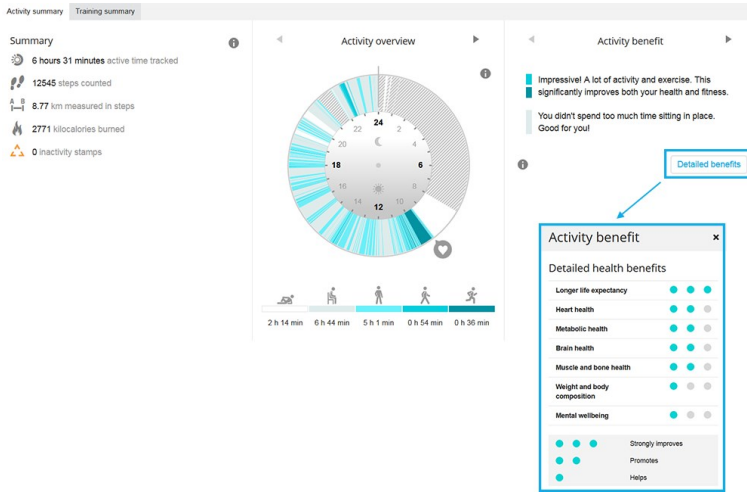 Activity summary
Training summary
Summary
6 hours 31 minutes active time tracked
12545 steps counted
A B
8.77 km measured in steps
2771 kilocalories burned
0 inactivity stamps
Activity overview
24
22 2
20 4
18 6
16 8
14 10
12
2 h 14 min 6 h 44 min 5 h 1 min 0 h 54 min 0 h 36 min
Activity benefit
Impressive! A lot of activity and exercise. This
significantly improves both your health and fitness.
You didn't spend too much time sitting in place.
Good for you!
Detailed benefits
Activity benefit ×
Detailed health benefits
Longer life expectancy
Heart health
Metabolic health
Brain health
Muscle and bone health
Weight and body
composition
Mental wellbeing
Strongly improves
Promotes
Helps